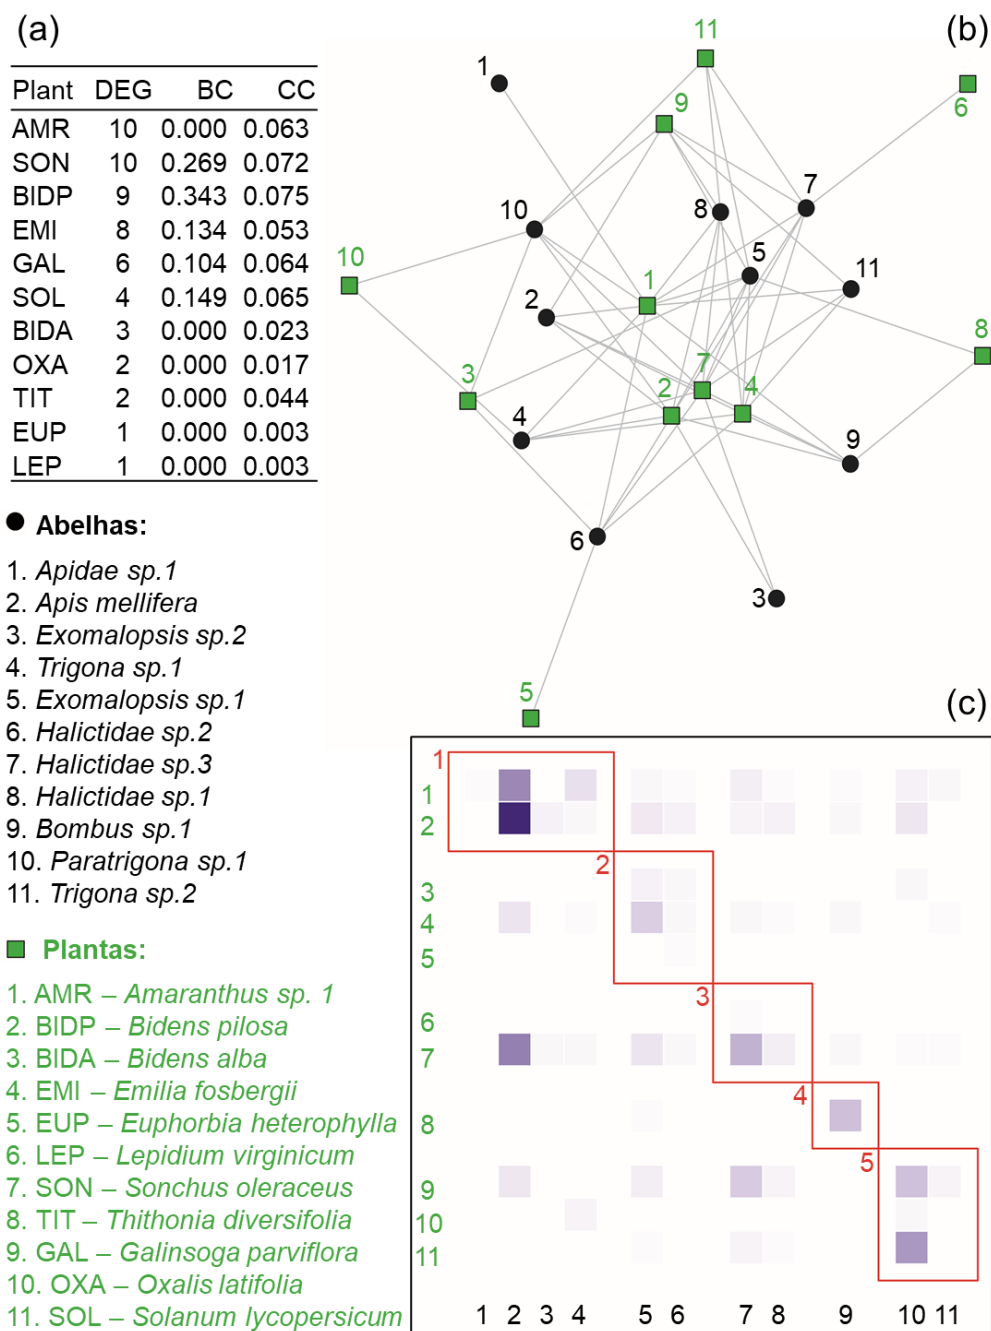 (a)
Plant DEG BC CC
AMR 10 0.000 0.063
SON 10 0.269 0.072
BIDP 9 0.343 0.075
EMI 8 0.134 0.053
GAL 6 0.104 0.064
SOL 4 0.149 0.065
BIDA 3 0.000 0.023
OXA 2 0.000 0.017
TIT 2 0.000 0.044
EUP 1 0.000 0.003
LEP 1 0.000 0.003
Abelhas:
1. Apidae sp.1
2. Apis mellifera
3. Exomalopsis sp.2
4. Trigona sp.1
5. Exomalopsis sp.1
6. Halictidae sp.2
7. Halictidae sp.3
8. Halictidae sp.1
9. Bombus sp.1
10. Paratrigona sp.1
11. Trigona sp.2
Plantas:
1. AMR – Amaranthus sp. 1
2. BIDP – Bidens pilosa
3. BIDA – Bidens alba
4. EMI – Emilia fosbergii
5. EUP – Euphorbia heterophylla
6. LEP – Lepidium virginicum
7. SON – Sonchus oleraceus
8. TIT – Thithonia diversifolia
9. GAL – Galinsoga parviflora
10. OXA – Oxalis latifolia
11. SOL – Solanum lycopersicum
(b)
11
1
9
6
7
8
10
5
11
10
1
2
8
3
7
2
4
4
9
6
3
5
(c)
1
1
2
2
3
4
5
3
6
7
4
8
5
9
10
11
1 2 3 4 5 6 7 8 9 10 11